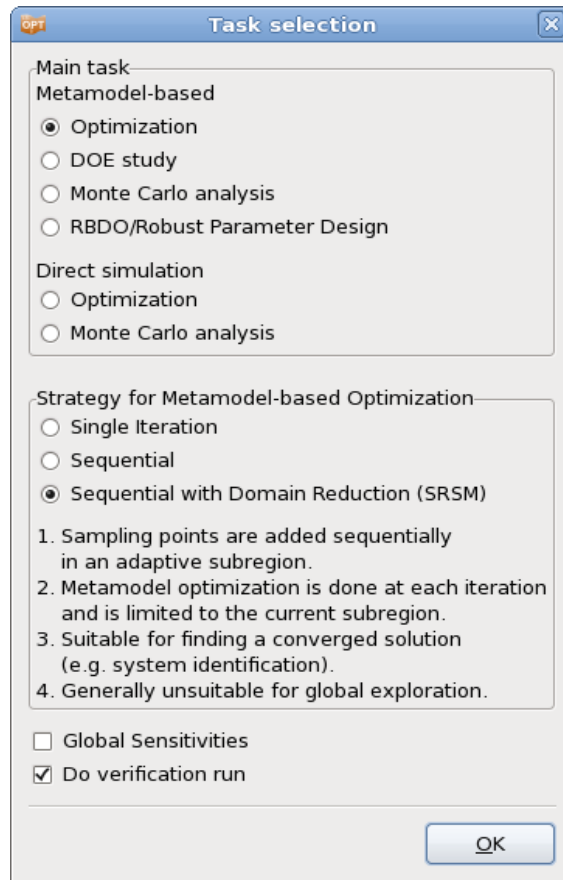 OPT
Task selection
Main task
Metamodel-based
Optimization
DOE study
Monte Carlo analysis
RBDO/Robust Parameter Design
Direct simulation
Optimization
Monte Carlo analysis
Strategy for Metamodel-based Optimization
Single Iteration
Sequential
Sequential with Domain Reduction (SRSM)
1. Sampling points are added sequentially
in an adaptive subregion.
2. Metamodel optimization is done at each iteration
and is limited to the current subregion.
3. Suitable for finding a converged solution
(e.g. system identification).
4. Generally unsuitable for global exploration.
Global Sensitivities
Do verification run
OK